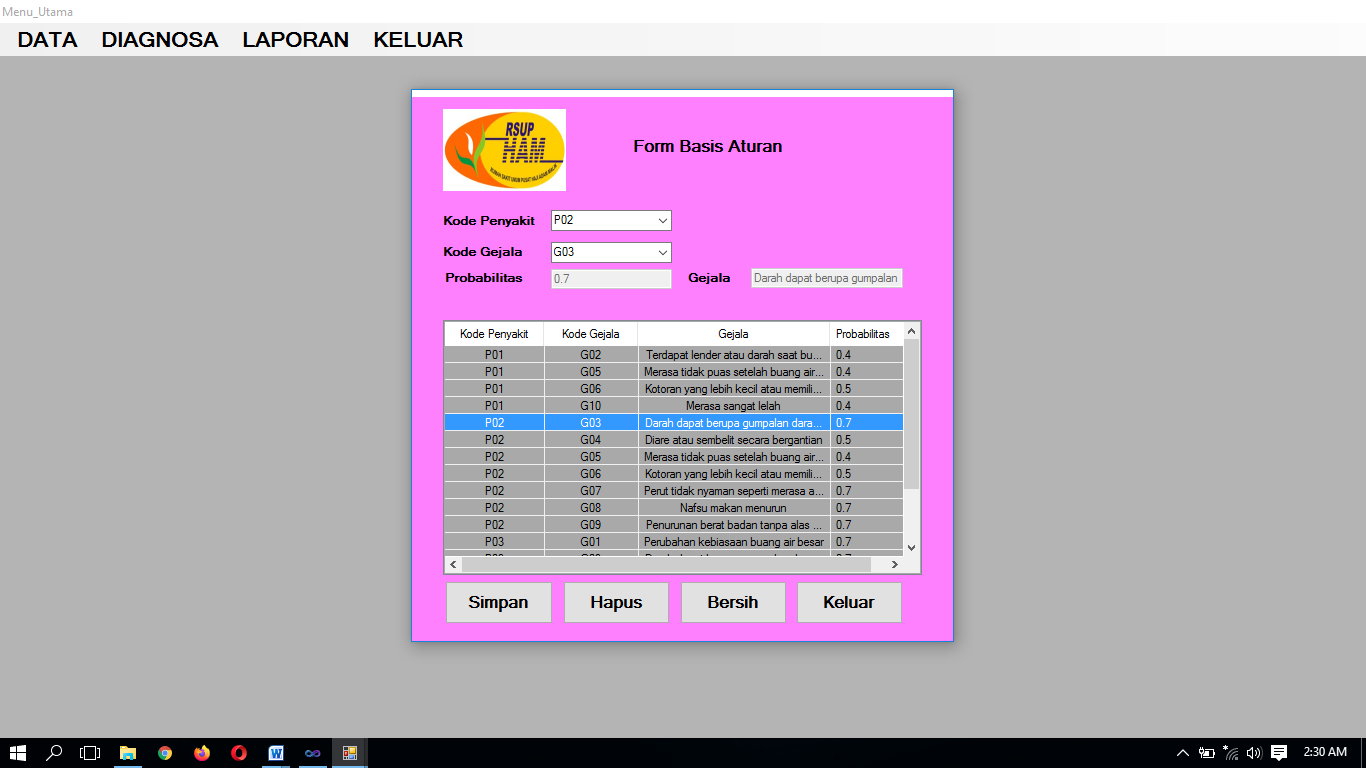 Menu_Utama
DATA DIAGNOSA LAPORAN KELUAR
RSUP
HAM
Form Basis Aturan
Kode Penyakit P02
Kode Gejala G03
Probabilitas 0.7 Gejala Darah dapat berupa gumpalan
Kode Penyakit Kode Gejala Gejala Probabilitas
P01 G02 Terdapat lender atau darah saat bu... 0.4
P01 G05 Merasa tidak puas setelah buang air... 0.4
P01 G06 Kotoran yang lebih kecil atau memili... 0.5
P01 G10 Merasa sangat lelah 0.4
P02 G03 Darah dapat berupa gumpalan dara... 0.7
P02 G04 Diare atau sembelit secara bergantian 0.5
P02 G05 Merasa tidak puas setelah buang air... 0.4
P02 G06 Kotoran yang lebih kecil atau memili... 0.5
P02 G07 Perut tidak nyaman seperti merasa a... 0.7
P02 G08 Nafsu makan menurun 0.7
P02 G09 Penurunan berat badan tanpa alas ... 0.7
P03 G01 Perubahan kebiasaan buang air besar 0.7
Simpan Hapus Bersih Keluar
2:30 AM